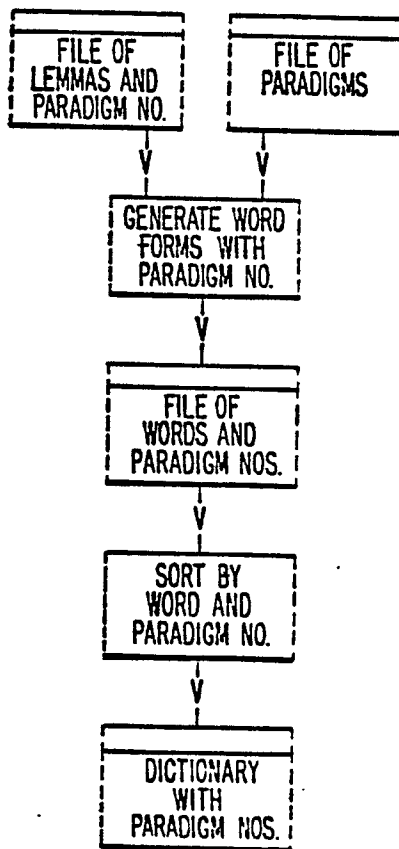 FILE OF
LEMMAS AND
PARADIGM NO.
FILE OF
PARADIGMS
GENERATE WORD
FORMS WITH
PARADIGM NO.
FILE OF
WORDS AND
PARADIGM NOS.
SORT BY
WORD AND
PARADIGM NO.
DICTIONARY
WITH
PARADIGM NOS.